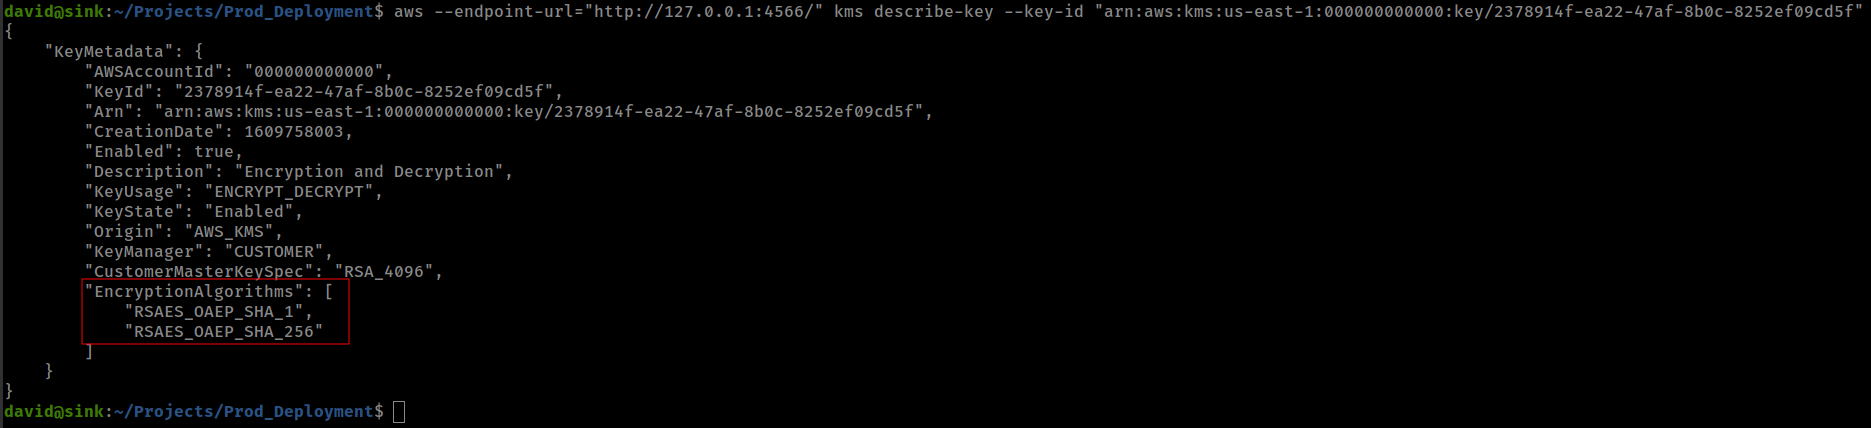 david@sink:~/Projects/Prod_Deployment$ aws --endpoint-url="http://127.0.0.1:4566/" kms describe-key --key-id "arn:aws:kms:us-east-1:000000000000:key/2378914f-ea22-47af-8b0c-8252ef09cd5f"
{
    "KeyMetadata": {
        "AWSAccountId": "000000000000",
        "KeyId": "2378914f-ea22-47af-8b0c-8252ef09cd5f",
        "Arn": "arn:aws:kms:us-east-1:000000000000:key/2378914f-ea22-47af-8b0c-8252ef09cd5f",
        "CreationDate": 1609758003,
        "Enabled": true,
        "Description": "Encryption and Decryption",
        "KeyUsage": "ENCRYPT_DECRYPT",
        "KeyState": "Enabled",
        "Origin": "AWS_KMS",
        "KeyManager": "CUSTOMER",
        "CustomerMasterKeySpec": "RSA_4096",
        "EncryptionAlgorithms": [
            "RSAES_OAEP_SHA_1",
            "RSAES_OAEP_SHA_256"
        ]
    }
}
david@sink:~/Projects/Prod_Deployment$